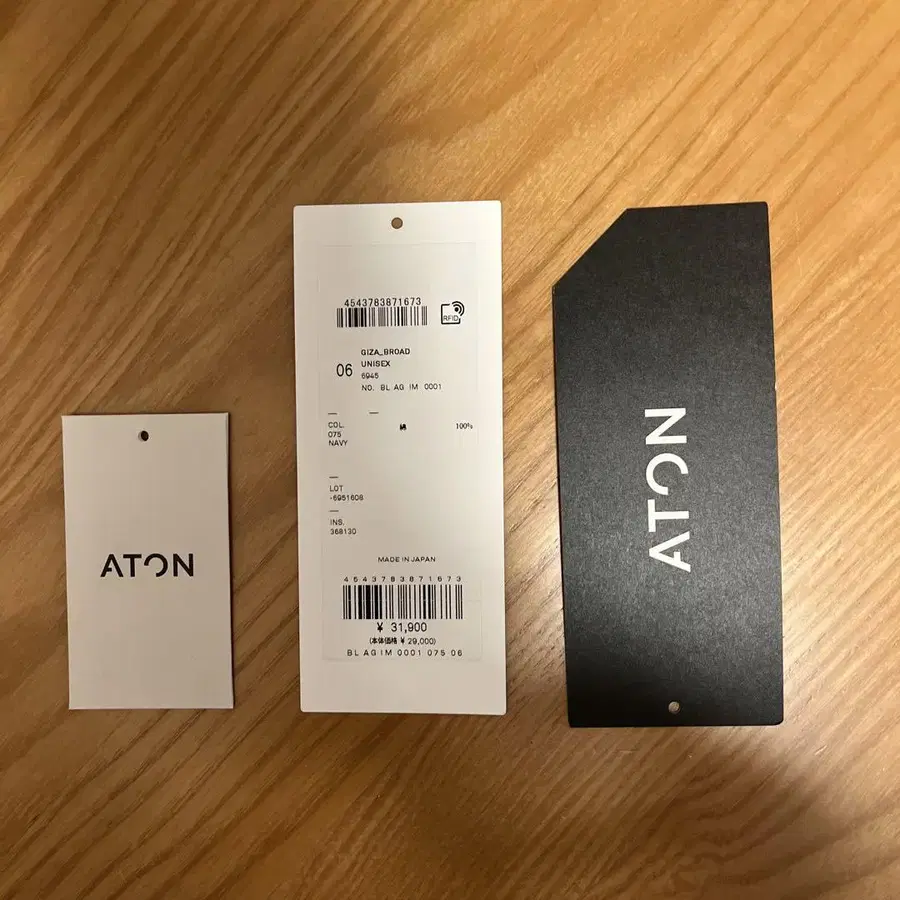 ATON
4543783871673
RFID
06
GIZA_BROAD
UNISEX
6945
NO. BL AG IM 0001
COL. 綿 100%
075
NAVY
LOT
-6951608
INS.
368130
MADE IN JAPAN
4543783871673
¥ 31,900
(本体価格 ¥ 29,000)
BL AG IM 0001 075 06
ATON